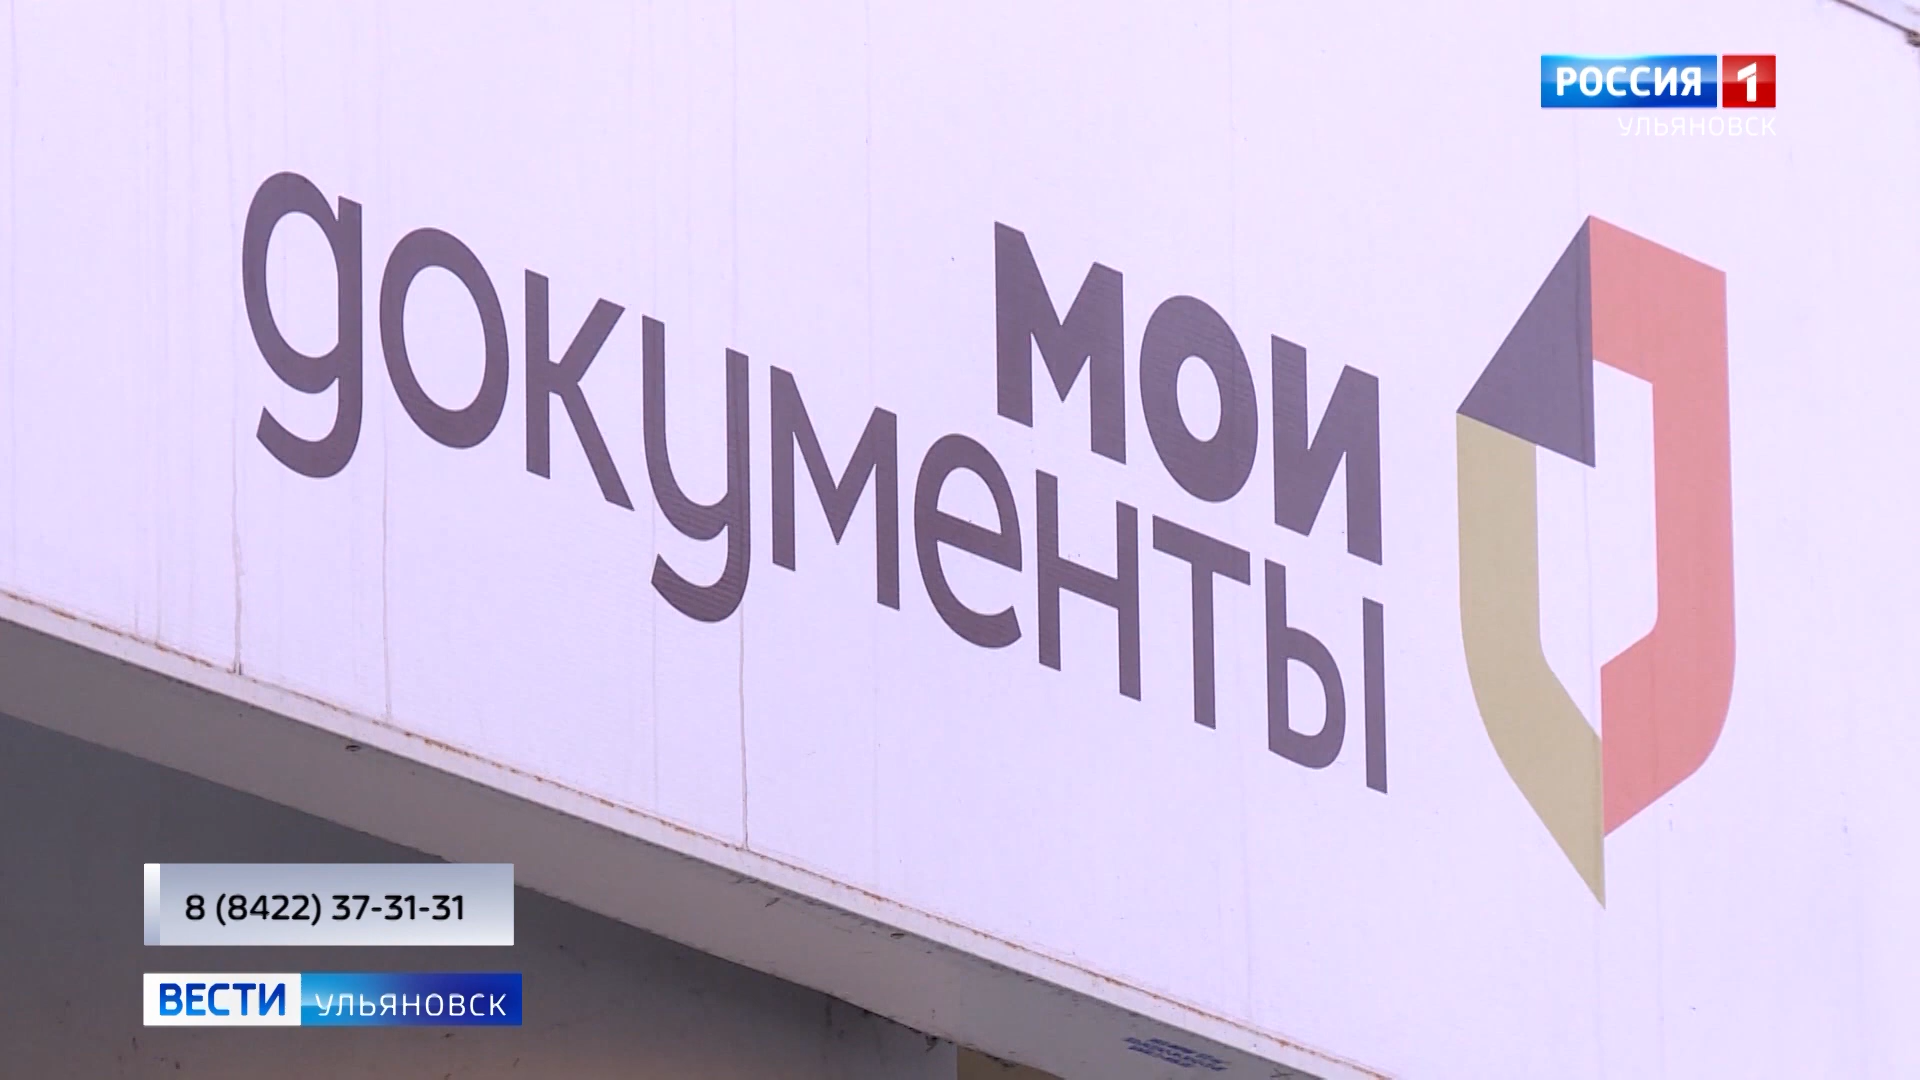 РОССИЯ 1
УЛЬЯНОВСК
мои
документы
8 (8422) 37-31-31
ВЕСТИ УЛЬЯНОВСК